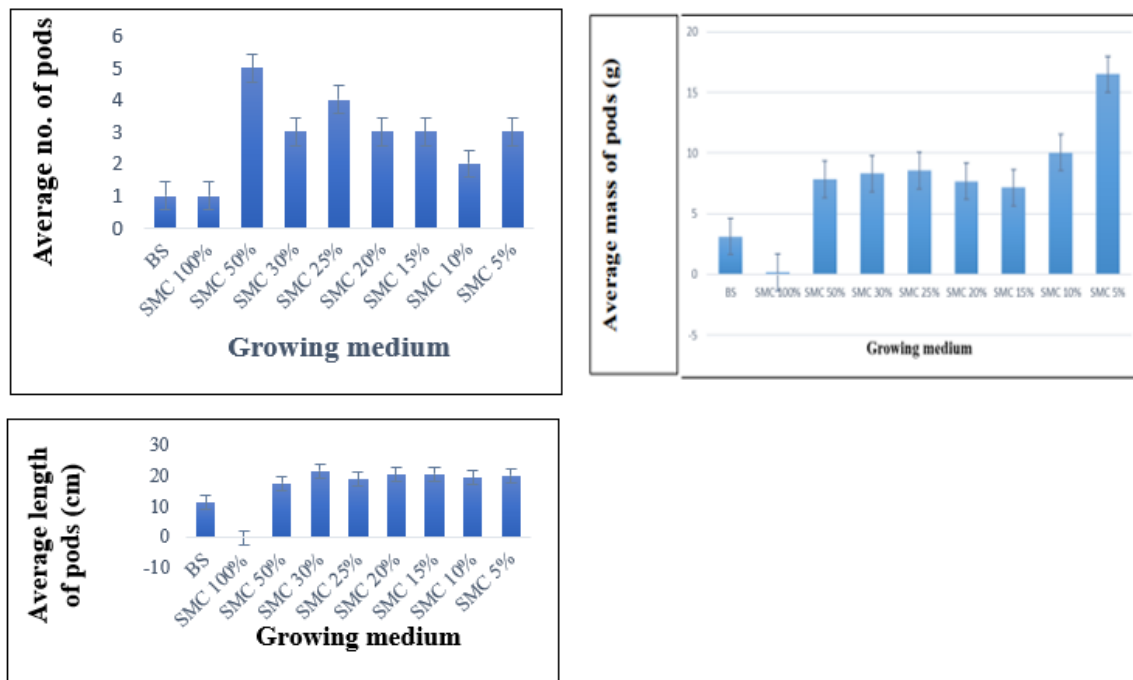 Average no. of pods
6
5
4
3
2
1
0
BS
SMC 100%
SMC 50%
SMC 30%
SMC 25%
SMC 20%
SMC 15%
SMC 10%
SMC 5%
Growing medium
Average mass of pods (g)
20
15
10
5
0
-5
BS
SMC 100%
SMC 50%
SMC 30%
SMC 25%
SMC 20%
SMC 15%
SMC 10%
SMC 5%
Growing medium
Average length
of pods (cm)
30
20
10
0
-10
BS
SMC 100%
SMC 50%
SMC 30%
SMC 25%
SMC 20%
SMC 15%
SMC 10%
SMC 5%
Growing medium